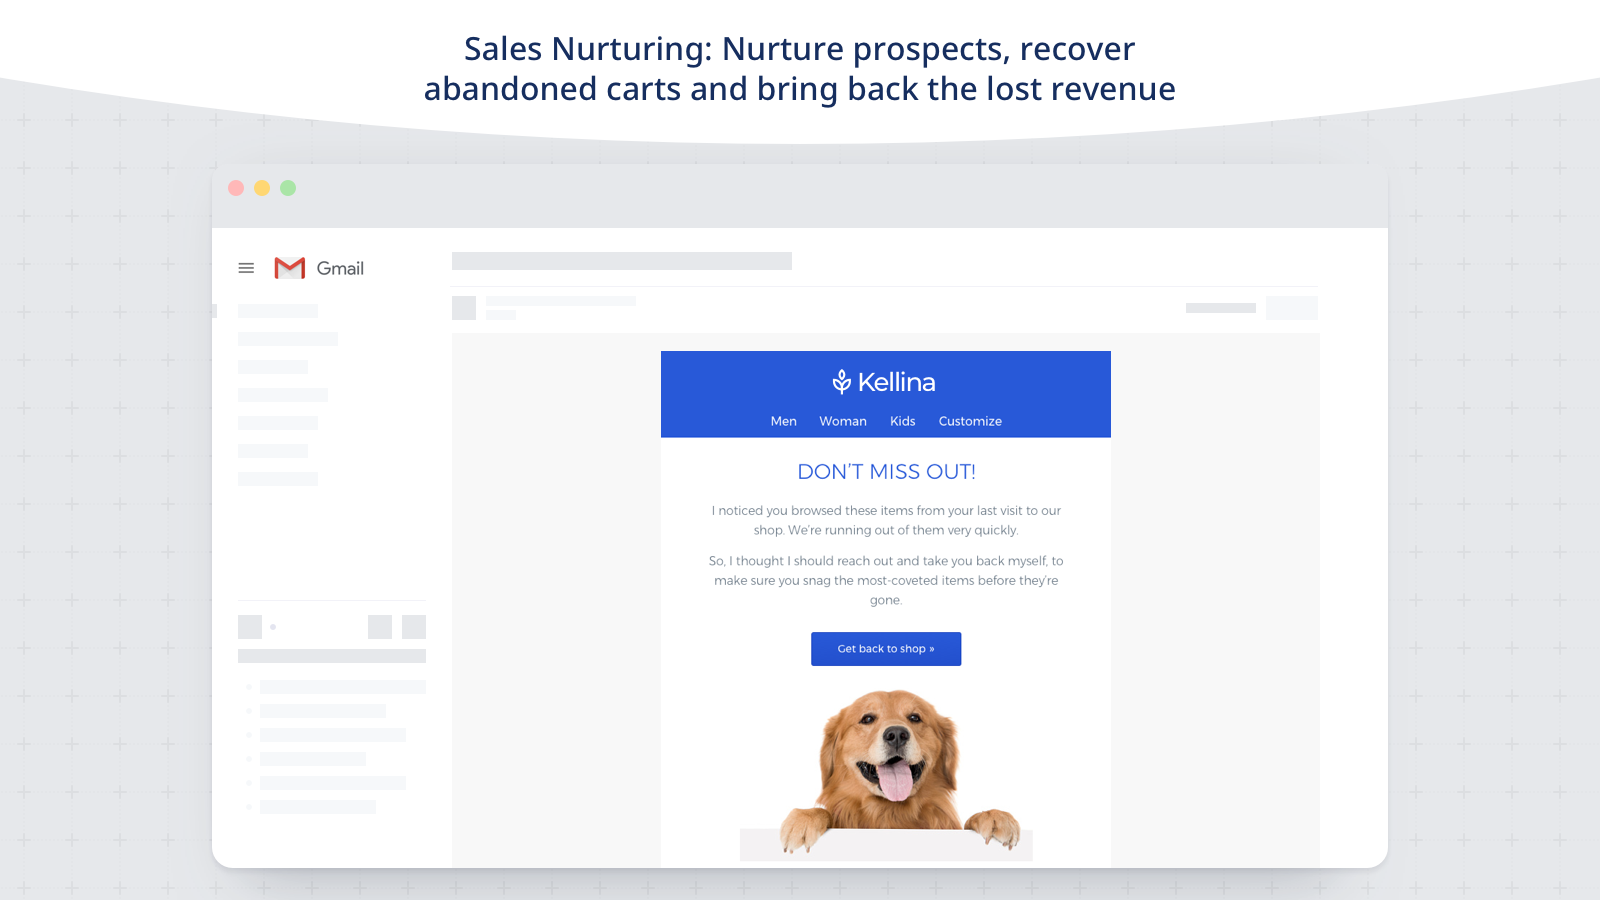 Sales Nurturing: Nurture prospects, recover
abandoned carts and bring back the lost revenue
Gmail
Kellina
Men Woman Kids Customize
DON'T MISS OUT!
I noticed you browsed these items from your last visit to our
shop. We're running out of them very quickly.
So, I thought I should reach out and take you back myself, to
make sure you snag the most-coveted items before they're
gone.
Get back to shop »